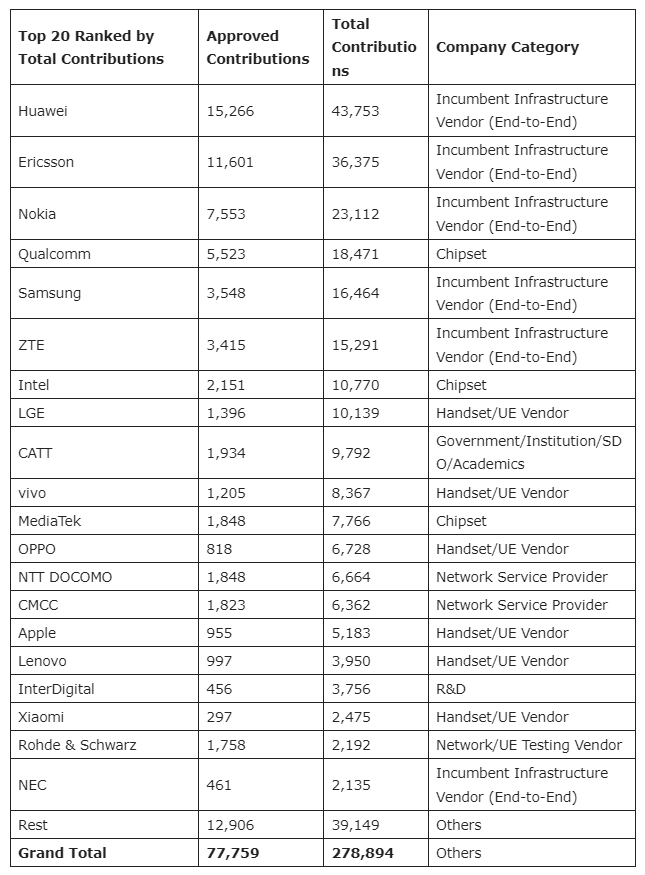 Top 20 Ranked by Approved Total Company Category
Total Contributions Contributions Contributio
ns
Huawei 15,266 43,753 Incumbent Infrastructure
Vendor (End-to-End)
Ericsson 11,601 36,375 Incumbent Infrastructure
Vendor (End-to-End)
Nokia 7,553 23,112 Incumbent Infrastructure
Vendor (End-to-End)
Qualcomm 5,523 18,471 Chipset
Samsung 3,548 16,464 Incumbent Infrastructure
Vendor (End-to-End)
ZTE 3,415 15,291 Incumbent Infrastructure
Vendor (End-to-End)
Intel 2,151 10,770 Chipset
LGE 1,396 10,139 Handset/UE Vendor
CATT 1,934 9,792 Government/Institution/SD
O/Academics
vivo 1,205 8,367 Handset/UE Vendor
MediaTek 1,848 7,766 Chipset
OPPO 818 6,728 Handset/UE Vendor
NTT DOCOMO 1,848 6,664 Network Service Provider
CMCC 1,823 6,362 Network Service Provider
Apple 955 5,183 Handset/UE Vendor
Lenovo 997 3,950 Handset/UE Vendor
InterDigital 456 3,756 R&D
Xiaomi 297 2,475 Handset/UE Vendor
Rohde & Schwarz 1,758 2,192 Network/UE Testing Vendor
NEC 461 2,135 Incumbent Infrastructure
Vendor (End-to-End)
Rest 12,906 39,149 Others
Grand Total 77,759 278,894 Others